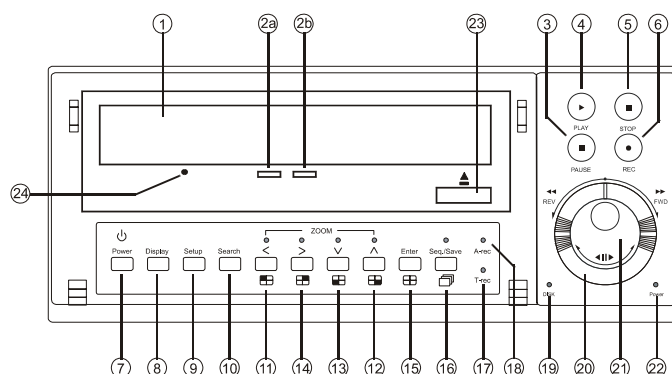 1 2a 2b 23 3 4 5 6
PLAY STOP
PAUSE REC
24
REV FWD
ZOOM
Power Display Setup Search < > ∨ ∧ Enter Seq./Save A-rec
T-rec
DISK Power
7 8 9 10 11 14 13 12 15 16 17 18 19 20 21 22